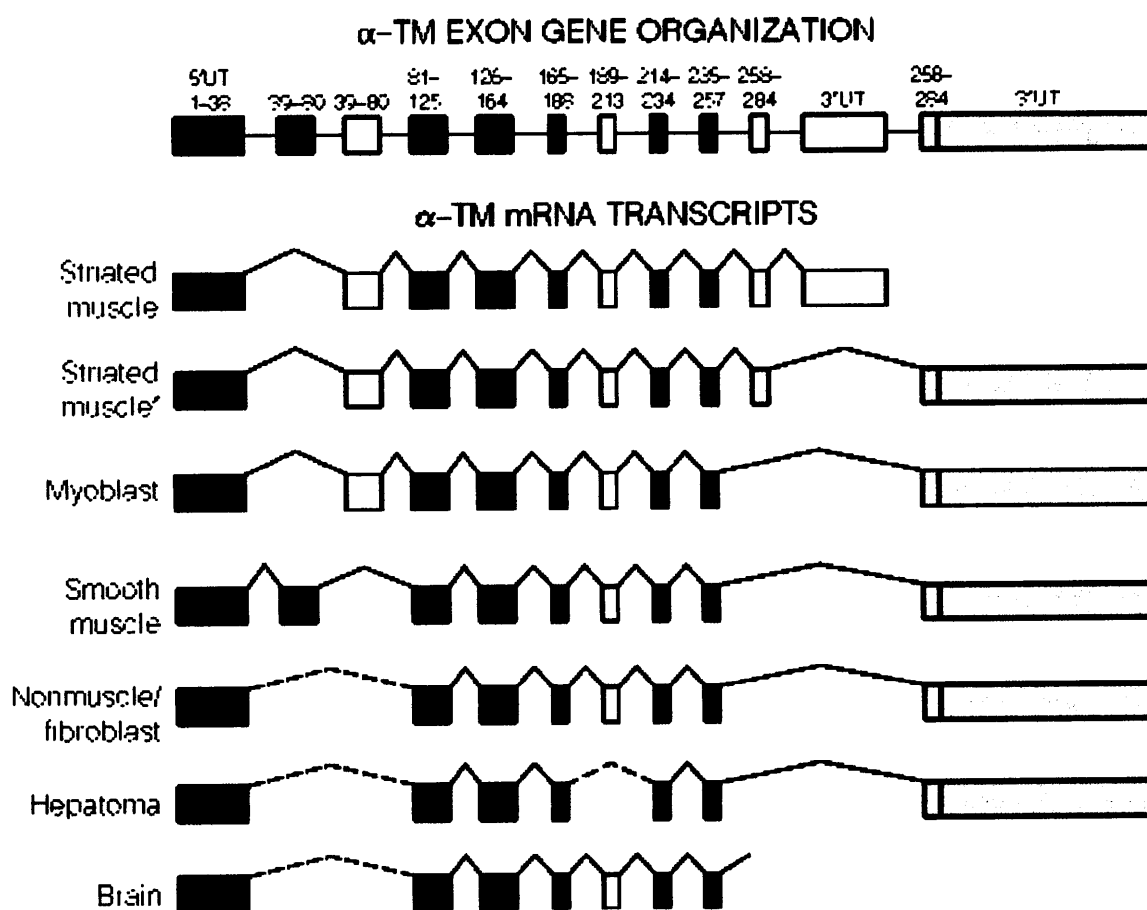 α–TM EXON GENE ORGANIZATION
5'UT 81– 126– 165– 189– 214– 235– 258– 258–
1–38 39–80 39–80 125 164 188 213 234 257 284 3'UT 284 3'UT
α–TM mRNA TRANSCRIPTS
Striated
muscle
Striated
muscle'
Myoblast
Smooth
muscle
Nonmuscle/
fibroblast
Hepatoma
Brain